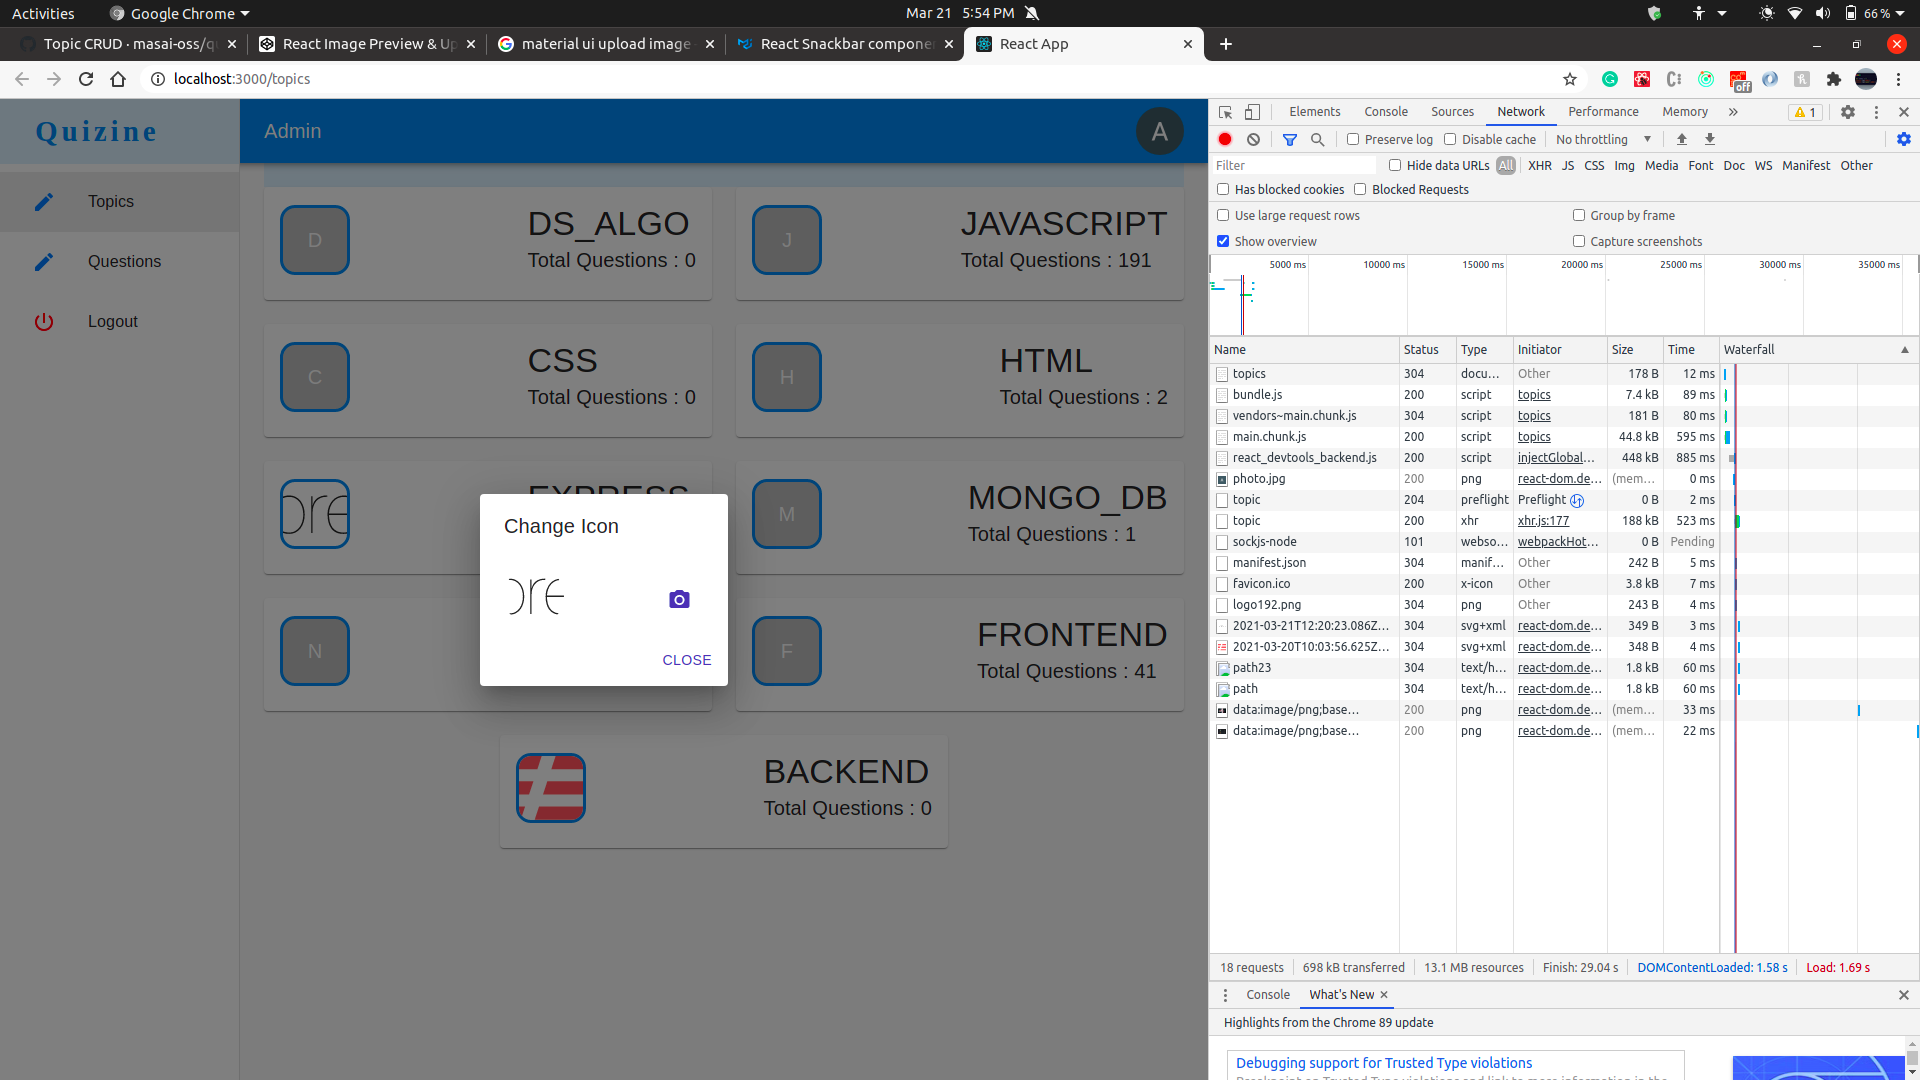 Activities Google Chrome Mar 21 5:54 PM 66 %
Topic CRUD · masai-oss/q
React Image Preview & Up
material ui upload image
React Snackbar compone
React App
localhost:3000/topics
Quizine
Admin
A
Topics
Questions
Logout
D
DS_ALGO
Total Questions : 0
J
JAVASCRIPT
Total Questions : 191
C
CSS
Total Questions : 0
H
HTML
Total Questions : 2
EXPRESS
M
MONGO_DB
Total Questions : 1
N
F
FRONTEND
Total Questions : 41
BACKEND
Total Questions : 0
Change Icon
CLOSE
Elements Console Sources Network Performance Memory 1
Preserve log Disable cache No throttling
Filter Hide data URLs All XHR JS CSS Img Media Font Doc WS Manifest Other
Has blocked cookies Blocked Requests
Use large request rows Group by frame
Show overview Capture screenshots
5000 ms 10000 ms 15000 ms 20000 ms 25000 ms 30000 ms 35000 ms
Name Status Type Initiator Size Time Waterfall
topics 304 docu... Other 178 B 12 ms
bundle.js 200 script topics 7.4 kB 89 ms
vendors~main.chunk.js 304 script topics 181 B 80 ms
main.chunk.js 200 script topics 44.8 kB 595 ms
react_devtools_backend.js 200 script injectGlobal... 448 kB 885 ms
photo.jpg 200 png react-dom.de... (mem... 0 ms
topic 204 preflight Preflight 0 B 2 ms
topic 200 xhr xhr.js:177 188 kB 523 ms
sockjs-node 101 webso... webpackHot... 0 B Pending
manifest.json 304 manif... Other 242 B 5 ms
favicon.ico 200 x-icon Other 3.8 kB 7 ms
logo192.png 304 png Other 243 B 4 ms
2021-03-21T12:20:23.086Z... 304 svg+xml react-dom.de... 349 B 3 ms
2021-03-20T10:03:56.625Z... 304 svg+xml react-dom.de... 348 B 4 ms
path23 304 text/h... react-dom.de... 1.8 kB 60 ms
path 304 text/h... react-dom.de... 1.8 kB 60 ms
data:image/png;base... 200 png react-dom.de... (mem... 33 ms
data:image/png;base... 200 png react-dom.de... (mem... 22 ms
18 requests 698 kB transferred 13.1 MB resources Finish: 29.04 s DOMContentLoaded: 1.58 s Load: 1.69 s
Console What's New
Highlights from the Chrome 89 update
Debugging support for Trusted Type violations